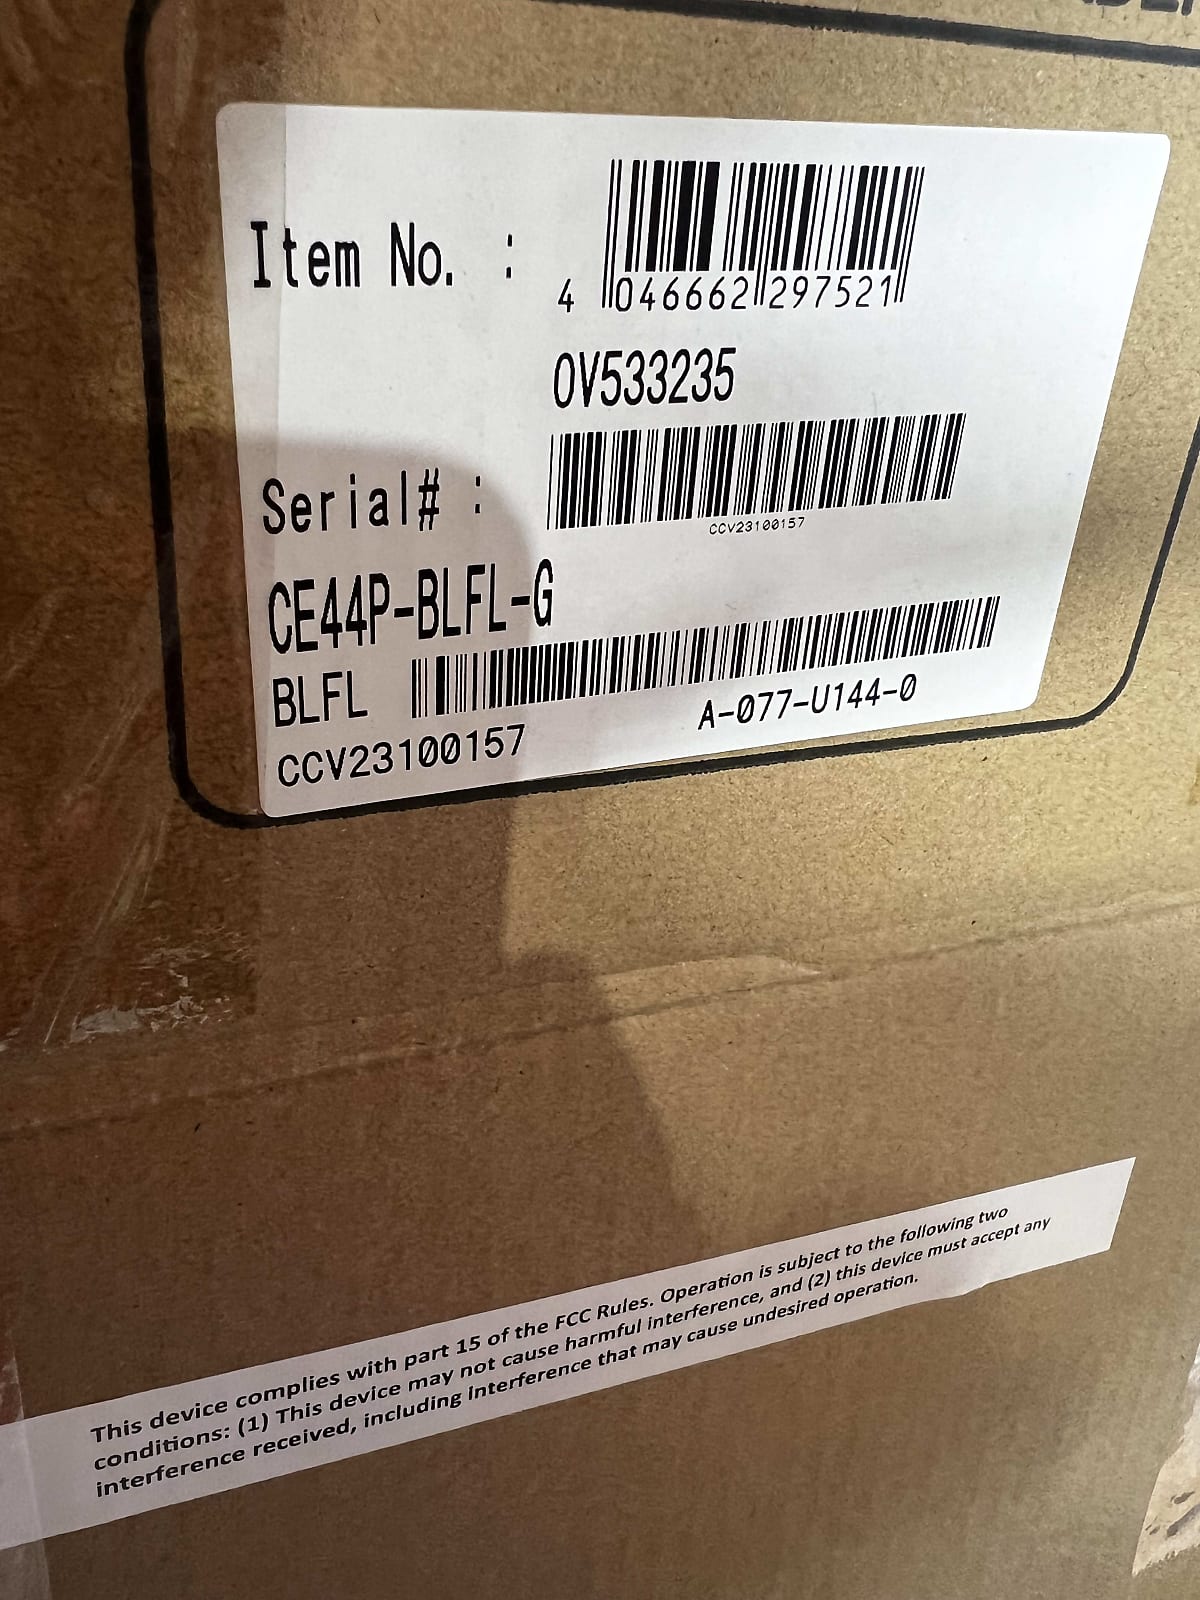 Item No. :
4 046662 297521
OV533235
Serial# :
CCV23100157
CE44P-BLFL-G
BLFL
CCV23100157
A-077-U144-0
This device complies with part 15 of the FCC Rules. Operation is subject to the following two
conditions: (1) This device may not cause harmful interference, and (2) this device must accept any
interference received, including interference that may cause undesired operation.